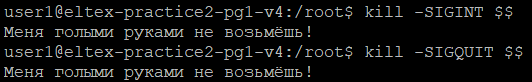 user1@eltex-practice2-pg1-v4:/root$ kill -SIGINT $$
Меня голыми руками не возьмёшь!
user1@eltex-practice2-pg1-v4:/root$ kill -SIGQUIT $$
Меня голыми руками не возьмёшь!